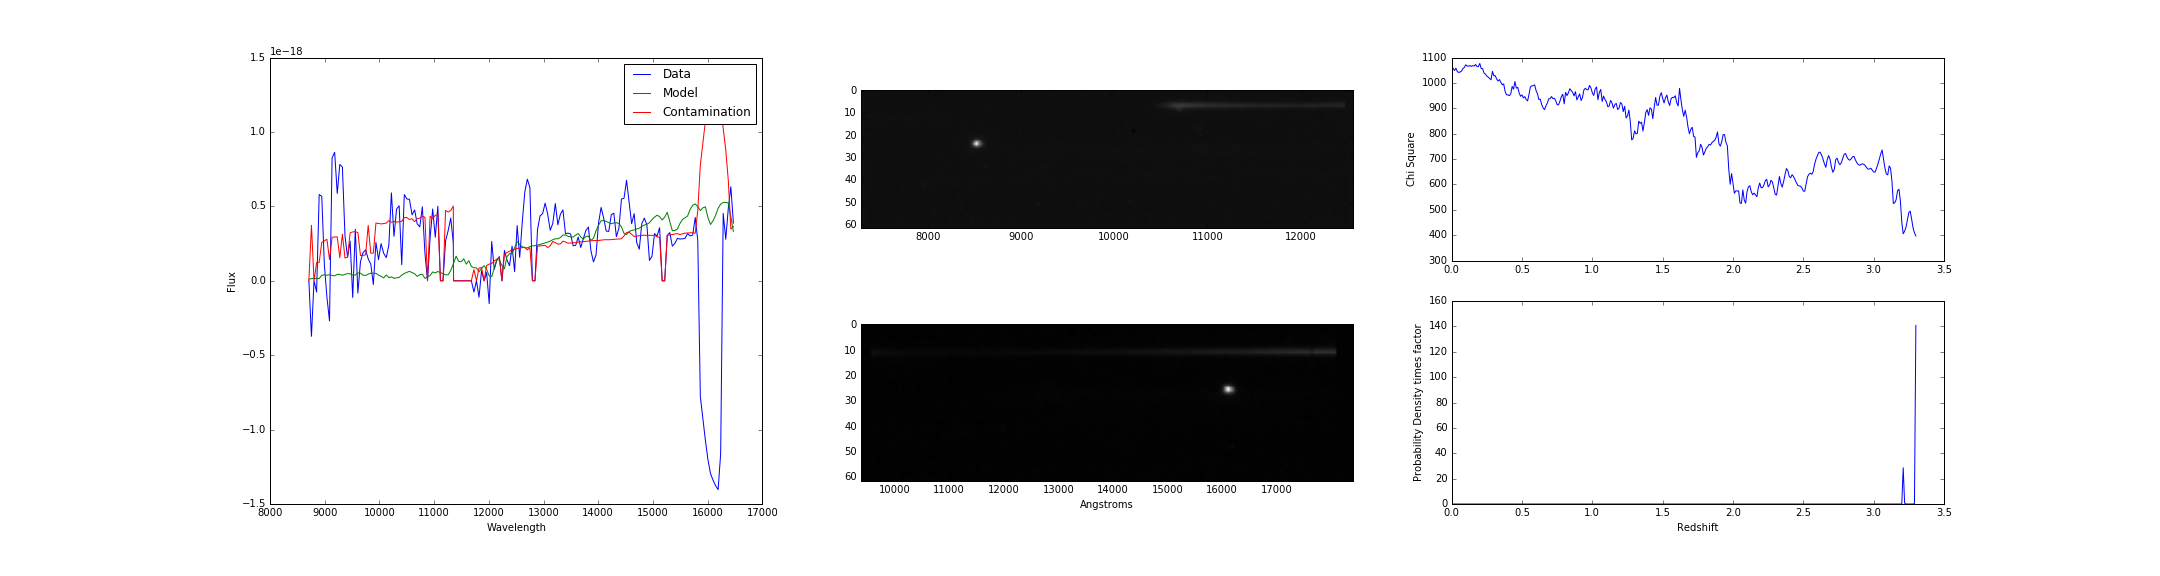 1e−18
1.5
1.0
0.5
0.0
−0.5
−1.0
−1.5
8000 9000 10000 11000 12000 13000 14000 15000 16000 17000
Wavelength
Flux
Data
Model
Contamination
0
10
20
30
40
50
60
8000 9000 10000 11000 12000
0
10
20
30
40
50
60
10000 11000 12000 13000 14000 15000 16000 17000
Angstroms
1100
1000
900
800
700
600
500
400
300
0.0 0.5 1.0 1.5 2.0 2.5 3.0 3.5
Chi Square
160
140
120
100
80
60
40
20
0
0.0 0.5 1.0 1.5 2.0 2.5 3.0 3.5
Redshift
Probability Density times factor